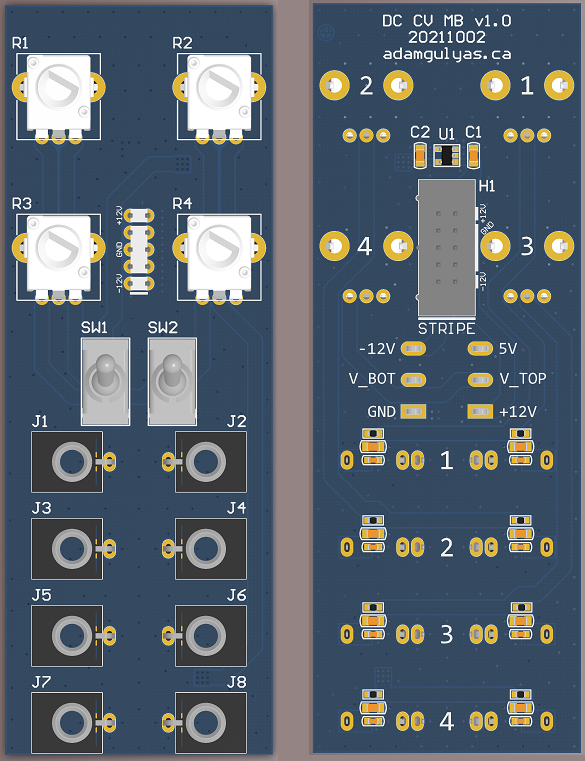 R1
R2
R3
R4
+12V
GND
-12V
SW1
SW2
J1
J2
J3
J4
J5
J6
J7
J8
DC CV MB v1.0
20211002
adamgulyas.ca
2
1
C2
U1
C1
H1
+12V
GND
-12V
4
3
STRIPE
-12V
5V
V_BOT
V_TOP
GND
+12V
1
2
3
4